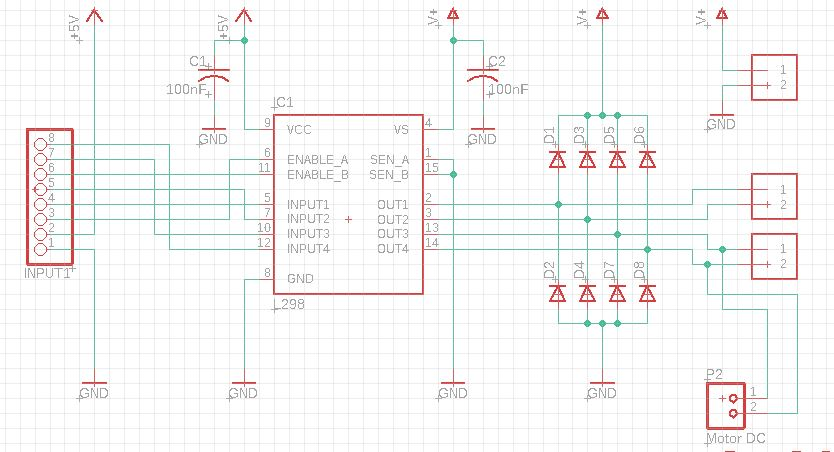 +5V
+5V
V+
V+
V+
C1
100nF
GND
C2
100nF
GND
1
2
GND
IC1
9 VCC VS 4
6 ENABLE_A SEN_A 1
11 ENABLE_B SEN_B 15
5 INPUT1 OUT1 2
7 INPUT2 OUT2 3
10 INPUT3 OUT3 13
12 INPUT4 OUT4 14
8 GND
L298
8
7
6
5
4
3
2
1
INPUT1
D1 D3 D5 D6
D2 D4 D7 D8
1
2
1
2
GND
GND
GND
GND
P2
1
2
Motor DC